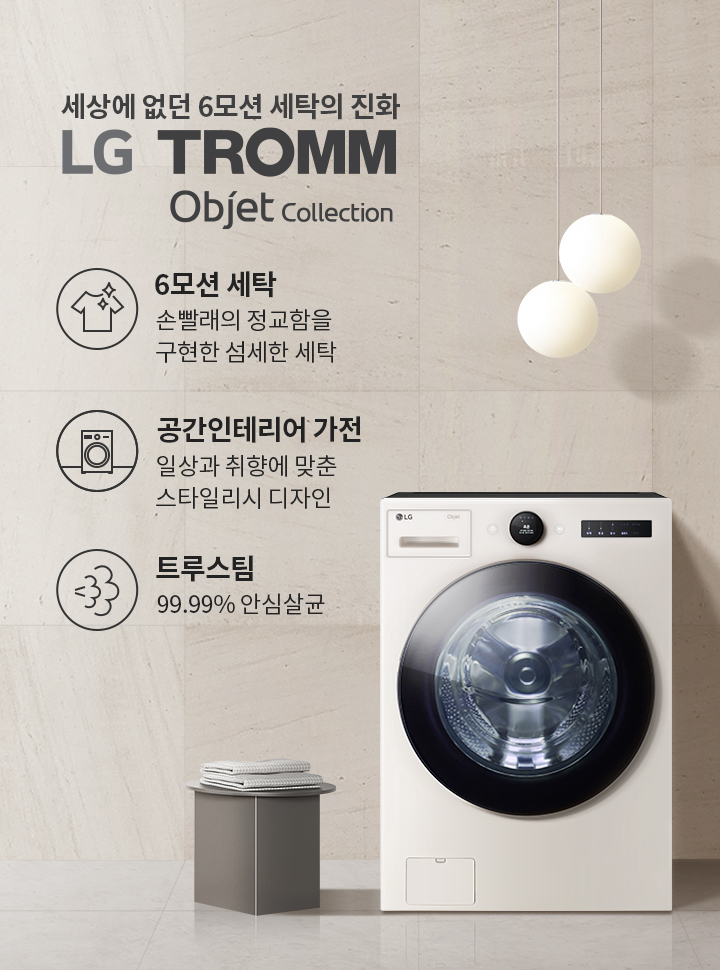 세상에 없던 6모션 세탁의 진화
LG TROMM
Objet Collection
6모션 세탁
손빨래의 정교함을
구현한 섬세한 세탁
공간인테리어 가전
일상과 취향에 맞춘
스타일리시 디자인
트루스팀
99.99% 안심살균
LG
Objet